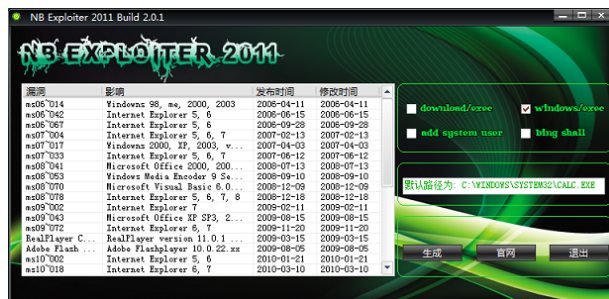 NB Exploiter 2011 Build 2.0.1
NB EXPLOITER 2011
漏洞 影响 发布时间 修改时间
ms06~014 Windowns 98, me, 2000, 2003 2006-04-11 2006-04-11
ms06~042 Internet Explorer 5, 6 2006-06-15 2006-06-15
ms06~067 Internet Explorer 5, 6 2006-09-28 2006-09-28
ms07~004 Internet Explorer 5, 6, 7 2007-02-13 2007-02-13
ms07~017 Windowns 2000, XP, 2003, v... 2007-04-03 2007-04-03
ms07~033 Internet Explorer 5, 6, 7 2007-06-12 2007-06-12
ms08~041 Microsoft Office 2000, 200... 2008-07-13 2008-07-13
ms08~053 Windows Media Encoder 9 Se... 2008-09-10 2008-09-10
ms08~070 Microsoft Visual Basic 6.0... 2008-12-09 2008-12-09
ms08~078 Internet Explorer 5, 6, 7, 8 2008-12-18 2008-12-18
ms09~002 Internet Explorer 7 2009-02-11 2009-02-11
ms09~043 Microsoft Office XP SP3, 2... 2009-08-15 2009-08-15
ms09~072 Internet Explorer 6, 7 2009-11-20 2009-11-20
RealPlayer C... RealPlayer version 11.0.1 ... 2009-03-15 2009-03-15
Adobe Flash ... Adobe Flashplayer 10.0.22.xx 2009-08-05 2009-08-05
ms10~002 Internet Explorer 5, 6 2010-01-21 2010-01-21
ms10~018 Internet Explorer 6, 7 2010-03-10 2010-03-10
download/exec windows/exec
add system user bing shall
默认路径为: C:\WINDOWS\SYSTEM32\CALC.EXE
生成 官网 退出